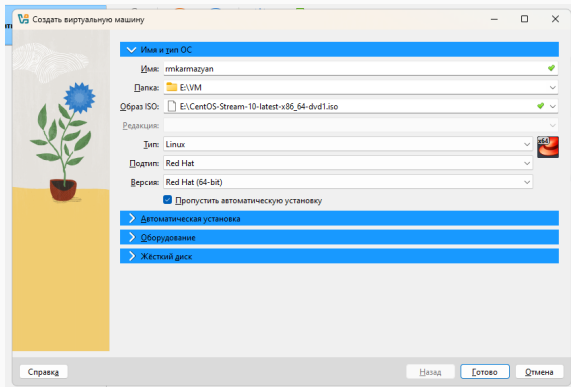 Создать виртуальную машину
Имя и тип ОС
Имя: rmkarmazyan
Папка: E:\VM
Образ ISO: E:\CentOS-Stream-10-latest-x86_64-dvd1.iso
Редакция:
Тип: Linux
x64
Подтип: Red Hat
Версия: Red Hat (64-bit)
Пропустить автоматическую установку
Автоматическая установка
Оборудование
Жёсткий диск
Справка Назад Готово Отмена